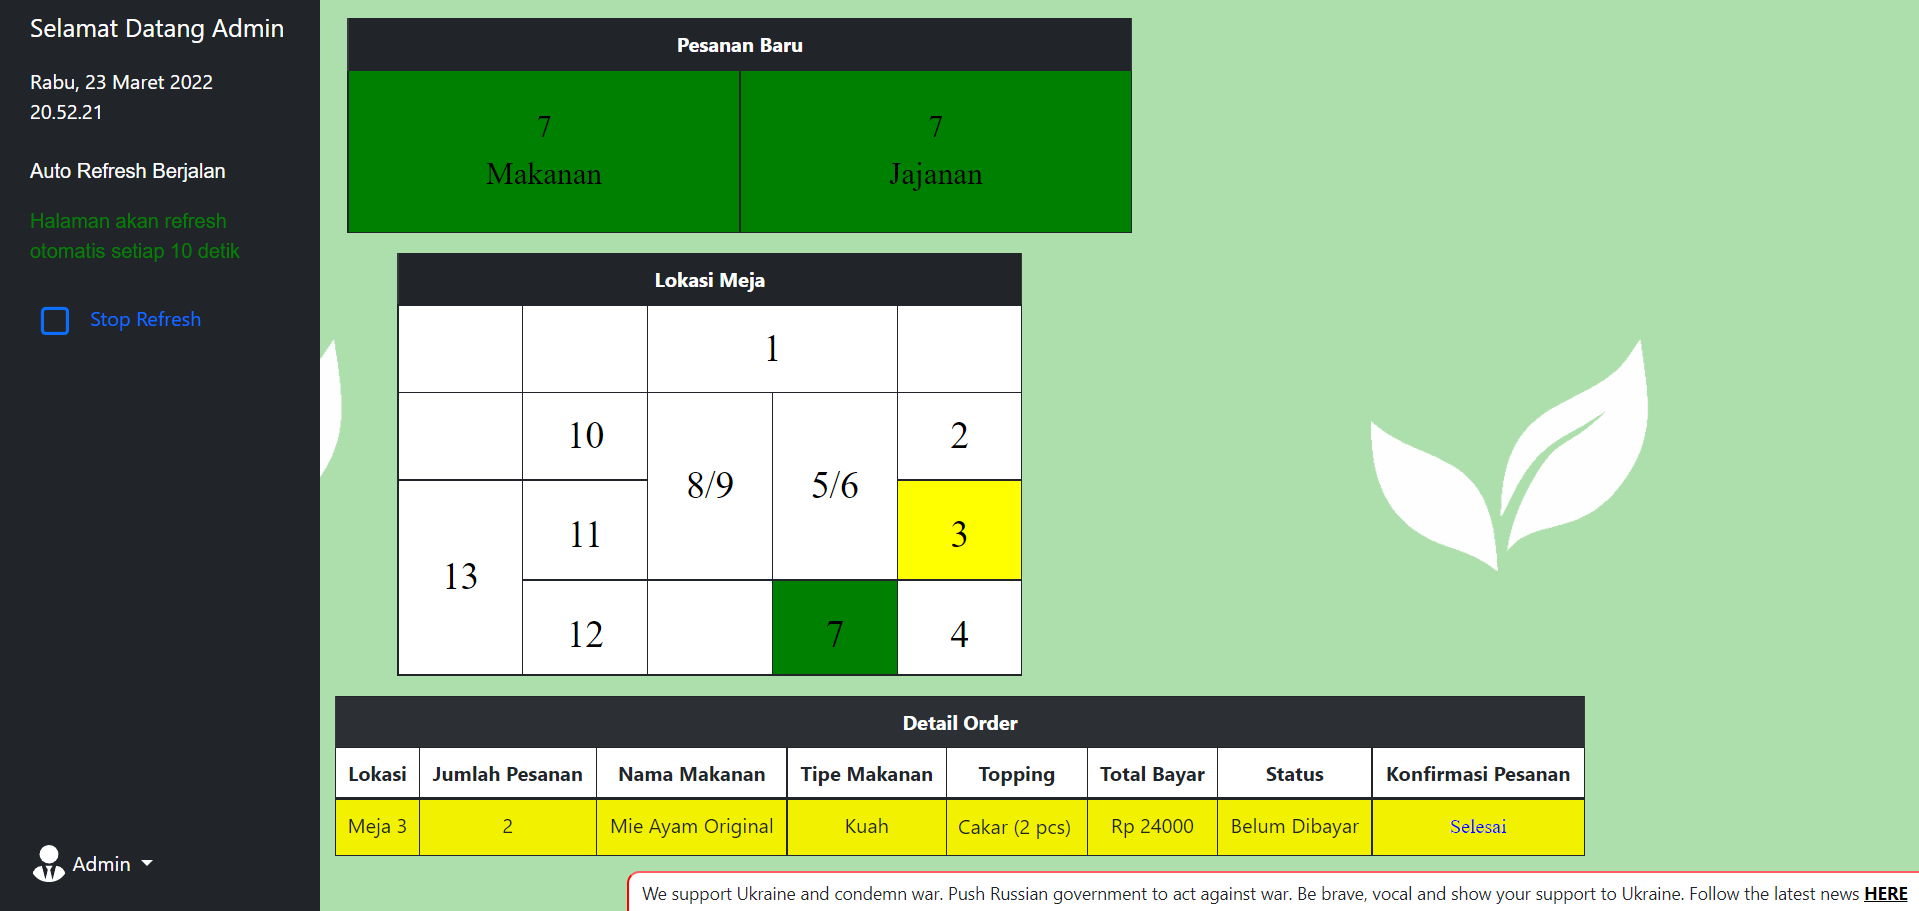 Selamat Datang Admin
Rabu, 23 Maret 2022
20.52.21
Auto Refresh Berjalan
Halaman akan refresh
otomatis setiap 10 detik
Stop Refresh
Admin
Pesanan Baru
7 7
Makanan Jajanan
Lokasi Meja
1
10 2
8/9 5/6
11 3
13
12 7 4
Detail Order
Lokasi Jumlah Pesanan Nama Makanan Tipe Makanan Topping Total Bayar Status Konfirmasi Pesanan
Meja 3 2 Mie Ayam Original Kuah Cakar (2 pcs) Rp 24000 Belum Dibayar Selesai
We support Ukraine and condemn war. Push Russian government to act against war. Be brave, vocal and show your support to Ukraine. Follow the latest news HERE